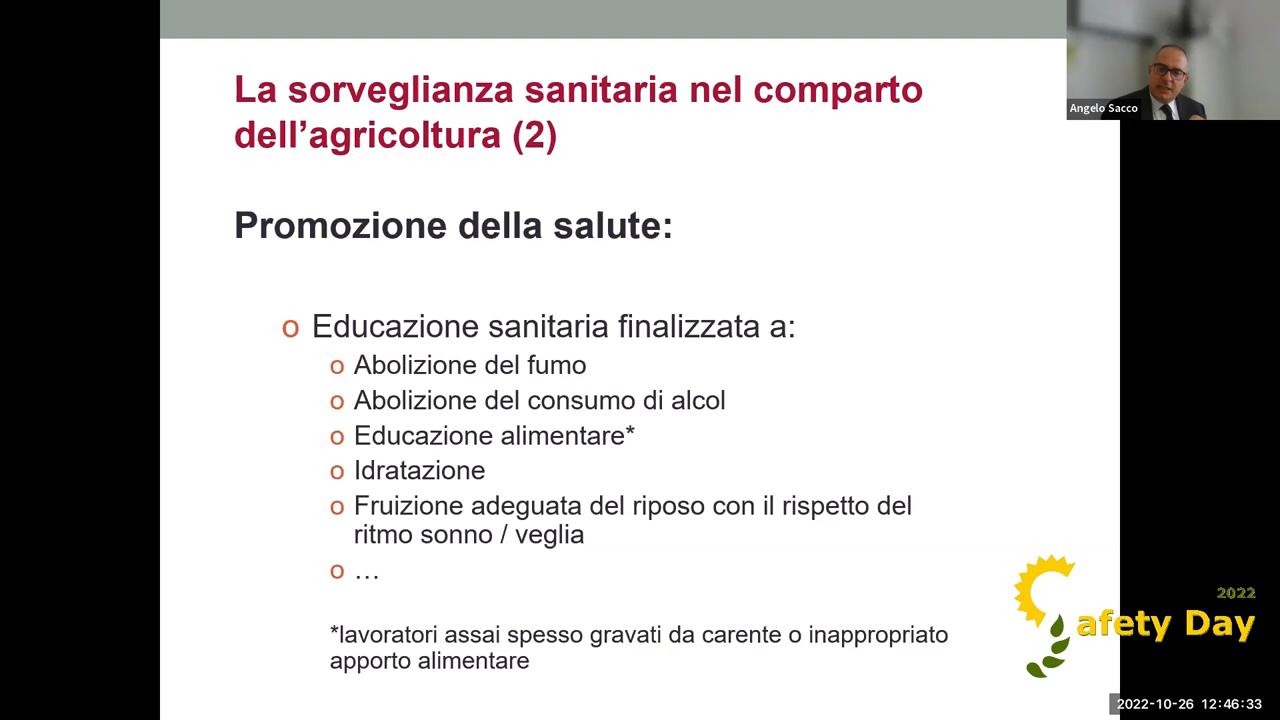 La sorveglianza sanitaria nel comparto
dell’agricoltura (2)
Angelo Sacco
Promozione della salute:
o Educazione sanitaria finalizzata a:
o Abolizione del fumo
o Abolizione del consumo di alcol
o Educazione alimentare*
o Idratazione
o Fruizione adeguata del riposo con il rispetto del
ritmo sonno / veglia
o …
*lavoratori assai spesso gravati da carente o inappropriato
apporto alimentare
2022
afety Day
2022-10-26 12:46:33